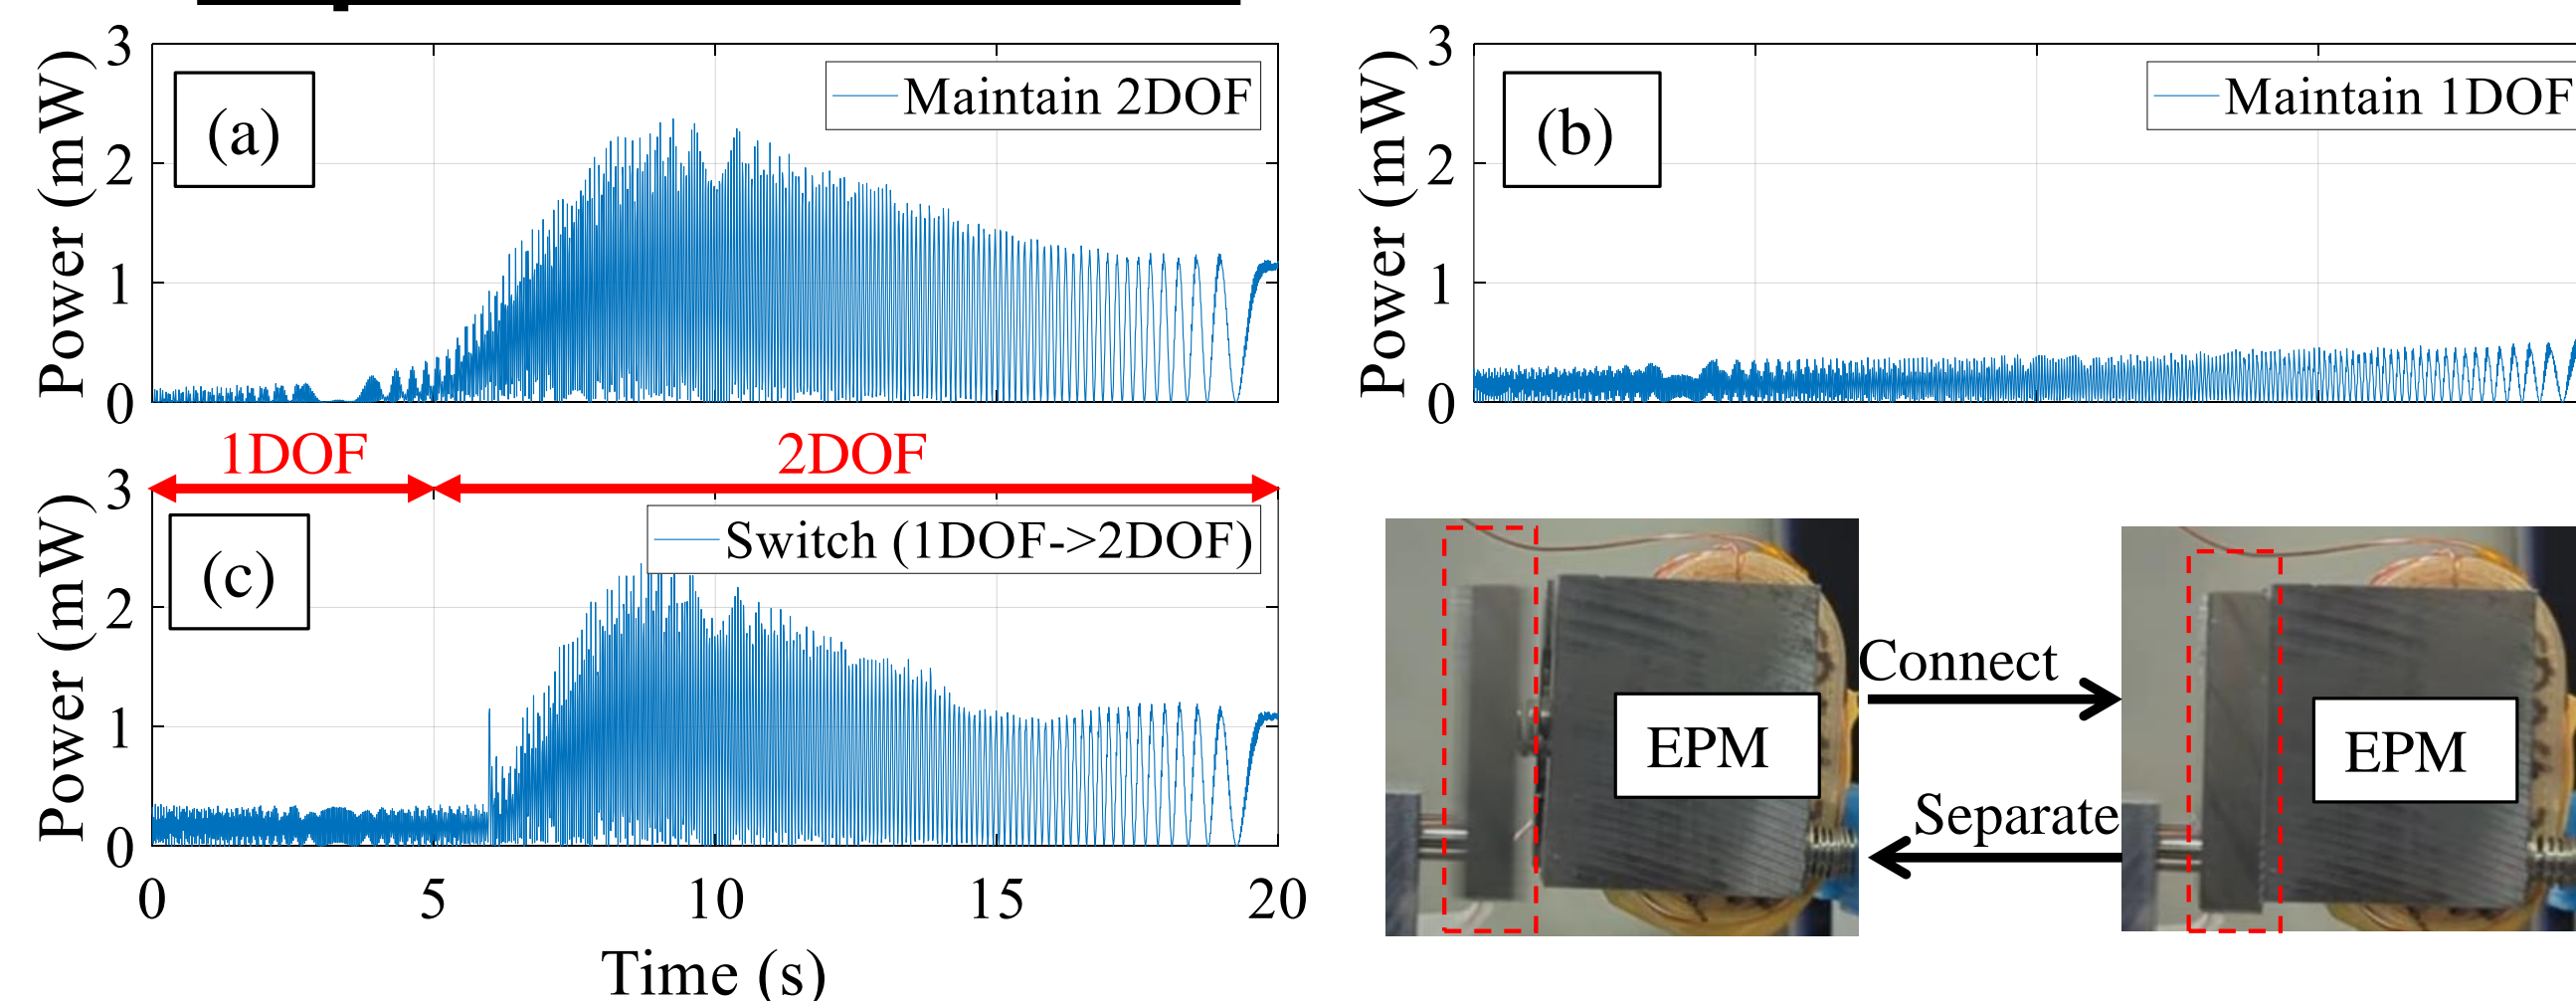 Power (mW)
3
2
1
0
(a)
Maintain 2DOF
Power (mW)
3
2
1
0
(b)
Maintain 1DOF
1DOF
2DOF
Power (mW)
3
2
1
0
(c)
Switch (1DOF->2DOF)
0 5 10 15 20
Time (s)
EPM
Connect
Separate
EPM